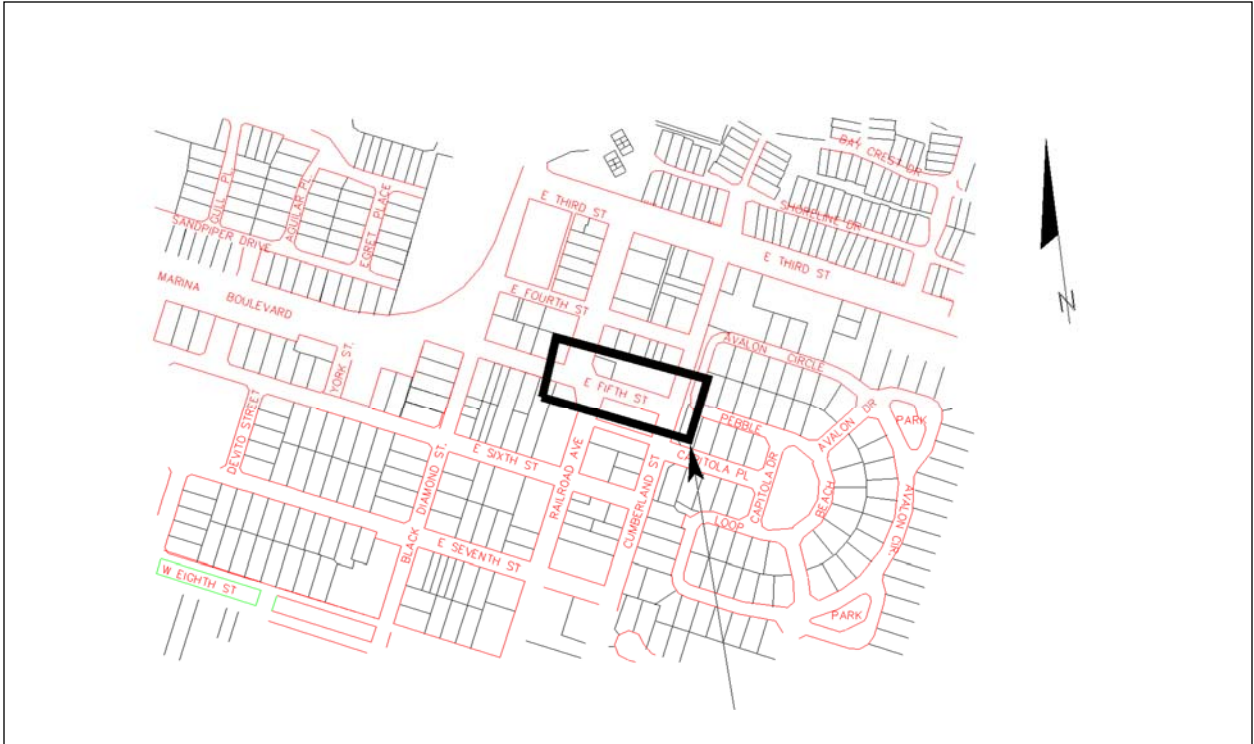 BAY CREST DR
GULL PL.
AGUILAR PL.
EGRET PLACE
E THIRD ST
SHORELINE DR
SANDPIPER DRIVE
E THIRD ST
MARINA BOULEVARD
E FOURTH ST
N
AVALON CIRCLE
YORK ST.
E FIFTH ST
DEVITO STREET
PEBBLE
AVALON DR
PARK
E SIXTH ST
CAPITOLA PL
CAPITOLA DR
BEACH
BLACK DIAMOND ST.
RAILROAD AVE
CUMBERLAND ST
AVALON CIR.
LOOP
E SEVENTH ST
W EIGHTH ST
PARK